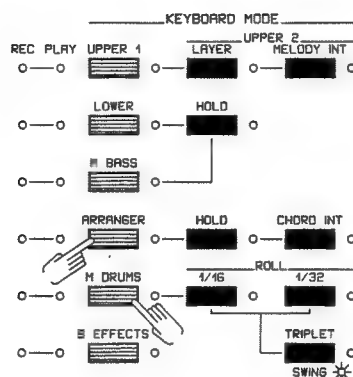 KEYBOARD MODE
UPPER 2
REC PLAY UPPER 1 LAYER MELODY INT
LOWER HOLD
M BASS
ARRANGER HOLD CHORD INT
ROLL
M DRUMS 1/16 1/32
EFFECTS TRIPLET
SWING